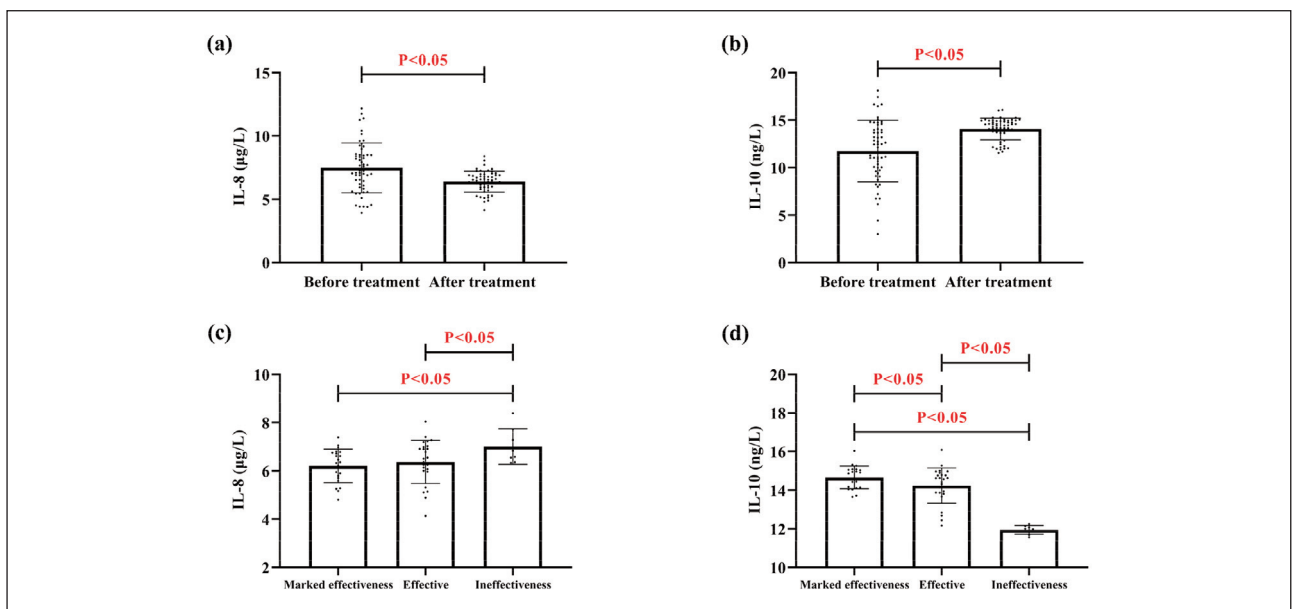 (a)
P<0.05
15
10
5
0
IL-8 (μg/L)
Before treatment After treatment
(b)
P<0.05
20
15
10
5
0
IL-10 (ng/L)
Before treatment After treatment
(c)
P<0.05
P<0.05
10
8
6
4
2
IL-8 (μg/L)
Marked effectiveness Effective Ineffectiveness
(d)
P<0.05
P<0.05
P<0.05
20
18
16
14
12
10
IL-10 (ng/L)
Marked effectiveness Effective Ineffectiveness